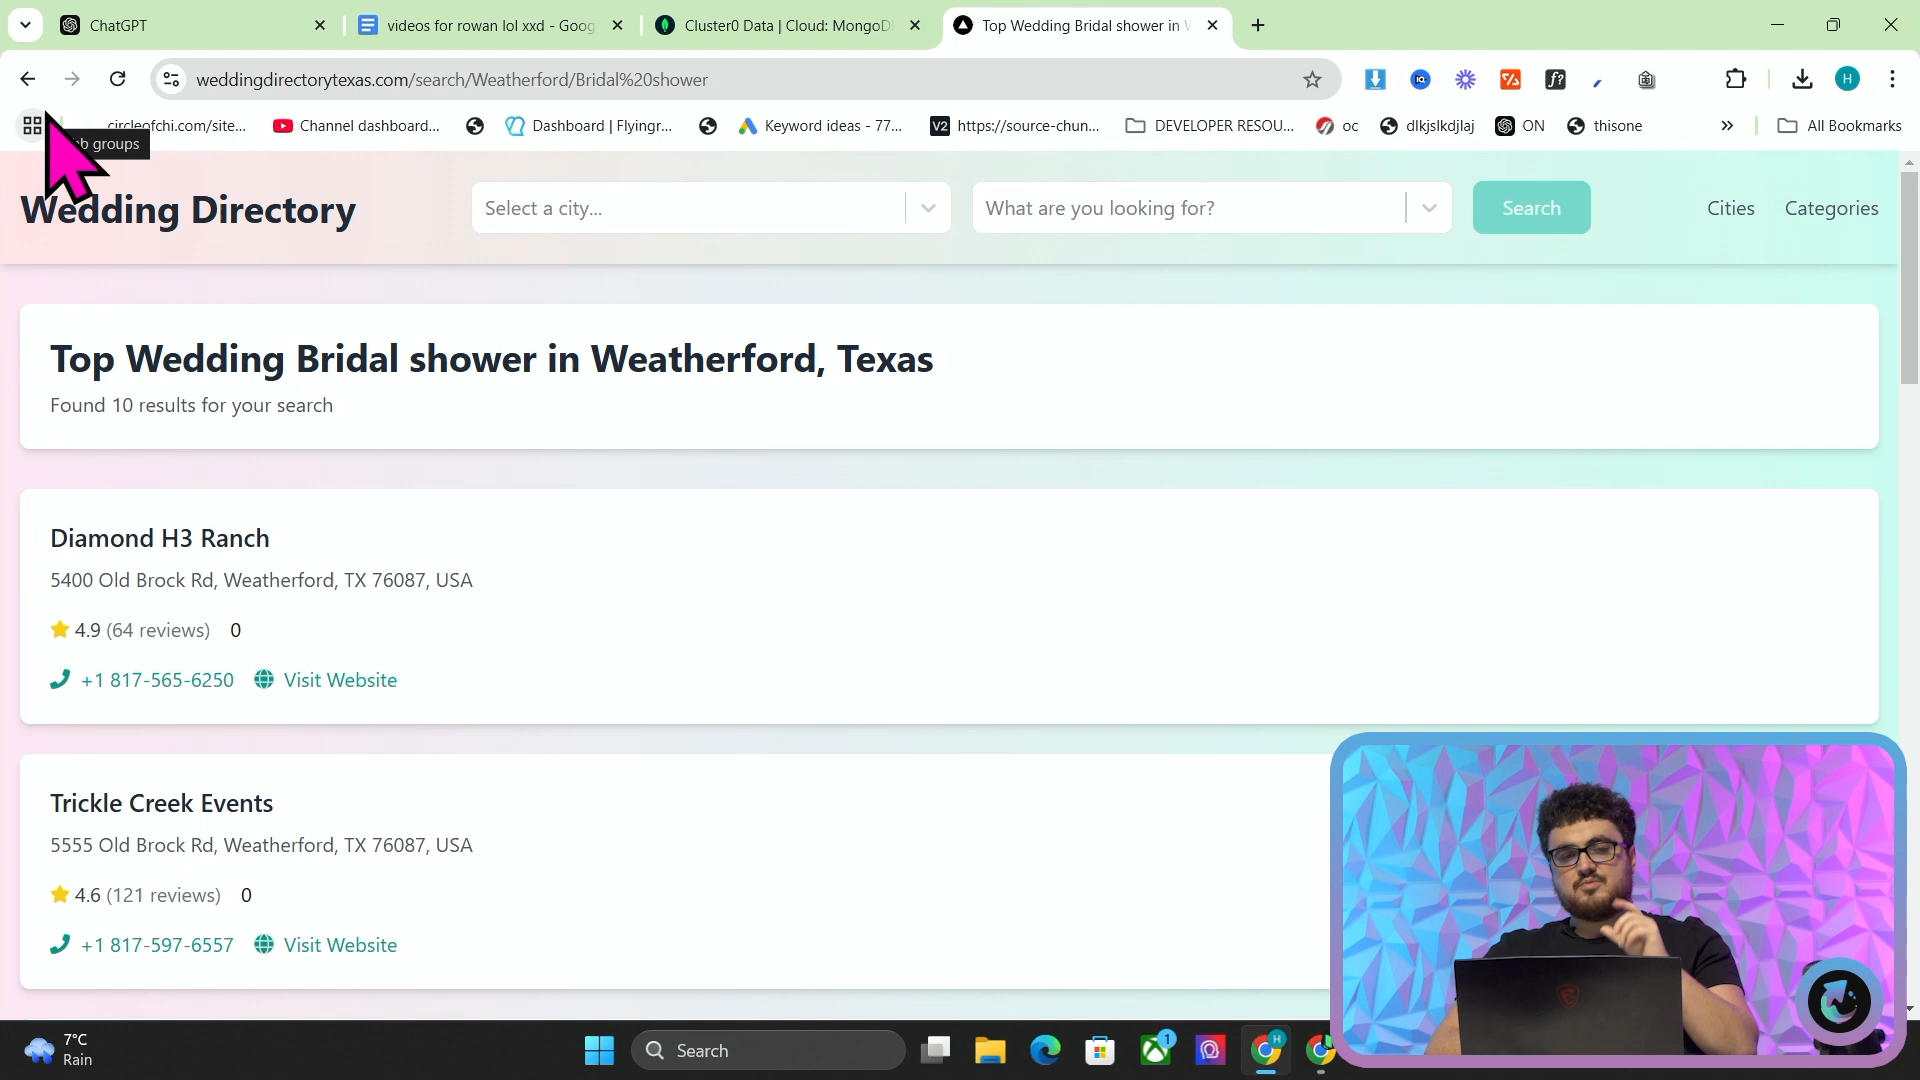 ChatGPT
videos for rowan lol xxd - Goog
Cluster0 Data | Cloud: MongoD
Top Wedding Bridal shower in
weddingdirectorytexas.com/search/Weatherford/Bridal%20shower
H
circleofchi.com/site...
Channel dashboard...
Dashboard | Flyingr...
Keyword ideas - 77...
V2 https://source-chun...
DEVELOPER RESOU...
oc
dlkjslkdjlaj
ON
thisone
All Bookmarks
groups
Wedding Directory
Select a city...
What are you looking for?
Search
Cities
Categories
Top Wedding Bridal shower in Weatherford, Texas
Found 10 results for your search
Diamond H3 Ranch
5400 Old Brock Rd, Weatherford, TX 76087, USA
4.9 (64 reviews) 0
+1 817-565-6250 Visit Website
Trickle Creek Events
5555 Old Brock Rd, Weatherford, TX 76087, USA
4.6 (121 reviews) 0
+1 817-597-6557 Visit Website
7°C
Rain
Search
1
H